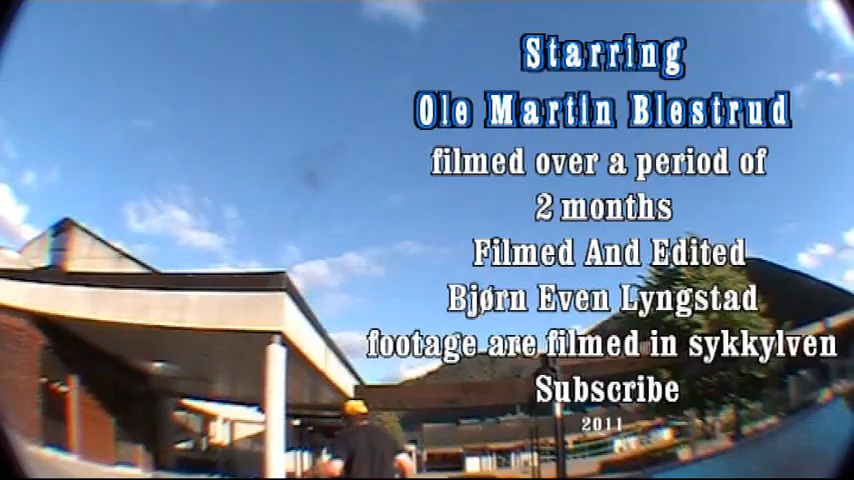 Starring
Ole Martin Blestrud
filmed over a period of
2 months
Filmed And Edited
Bjørn Even Lyngstad
footage are filmed in sykkylven
Subscribe
2011